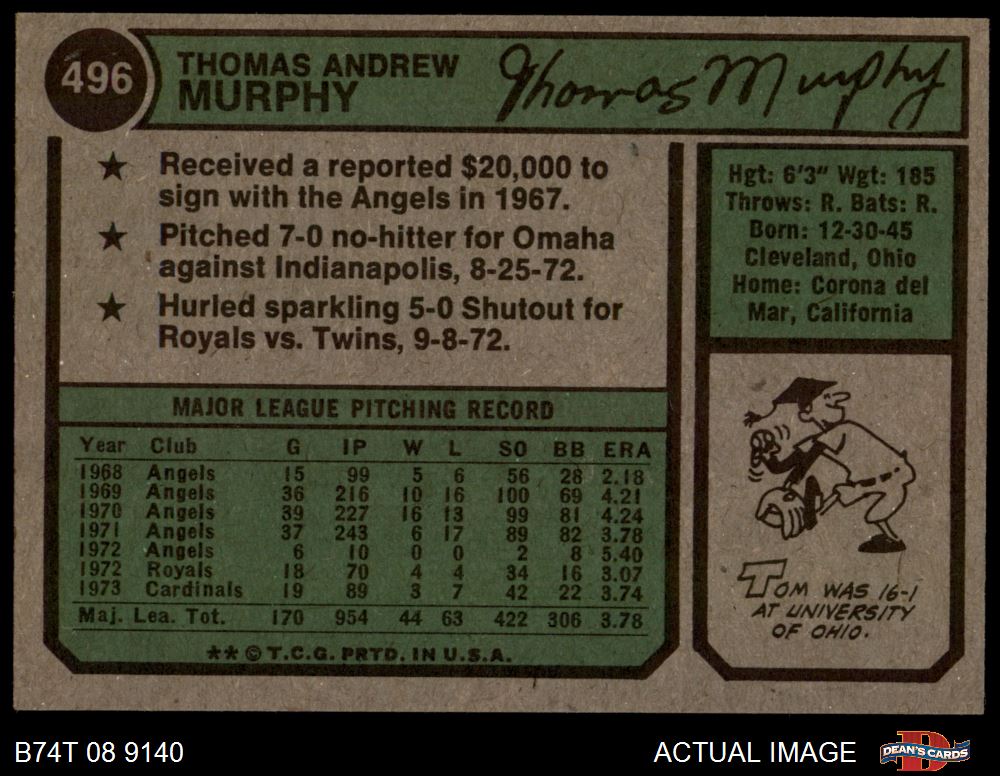 496
THOMAS ANDREW
MURPHY
Thomas Murphy
★ Received a reported $20,000 to
sign with the Angels in 1967.
★ Pitched 7-0 no-hitter for Omaha
against Indianapolis, 8-25-72.
★ Hurled sparkling 5-0 Shutout for
Royals vs. Twins, 9-8-72.
Hgt: 6'3" Wgt: 185
Throws: R. Bats: R.
Born: 12-30-45
Cleveland, Ohio
Home: Corona del
Mar, California
MAJOR LEAGUE PITCHING RECORD
Year Club G IP W L SO BB ERA
1968 Angels 15 99 5 6 56 28 2.18
1969 Angels 36 216 10 16 100 69 4.21
1970 Angels 39 227 16 13 99 81 4.24
1971 Angels 37 243 6 17 89 82 3.78
1972 Angels 6 10 0 0 2 8 5.40
1972 Royals 18 70 4 4 34 16 3.07
1973 Cardinals 19 89 3 7 42 22 3.74
Maj. Lea. Tot. 170 954 44 63 422 306 3.78
** © T.C.G. PRTD. IN U.S.A.
TOM WAS 16-1
AT UNIVERSITY
OF OHIO.
B74T 08 9140
ACTUAL IMAGE
DEAN'S CARDS